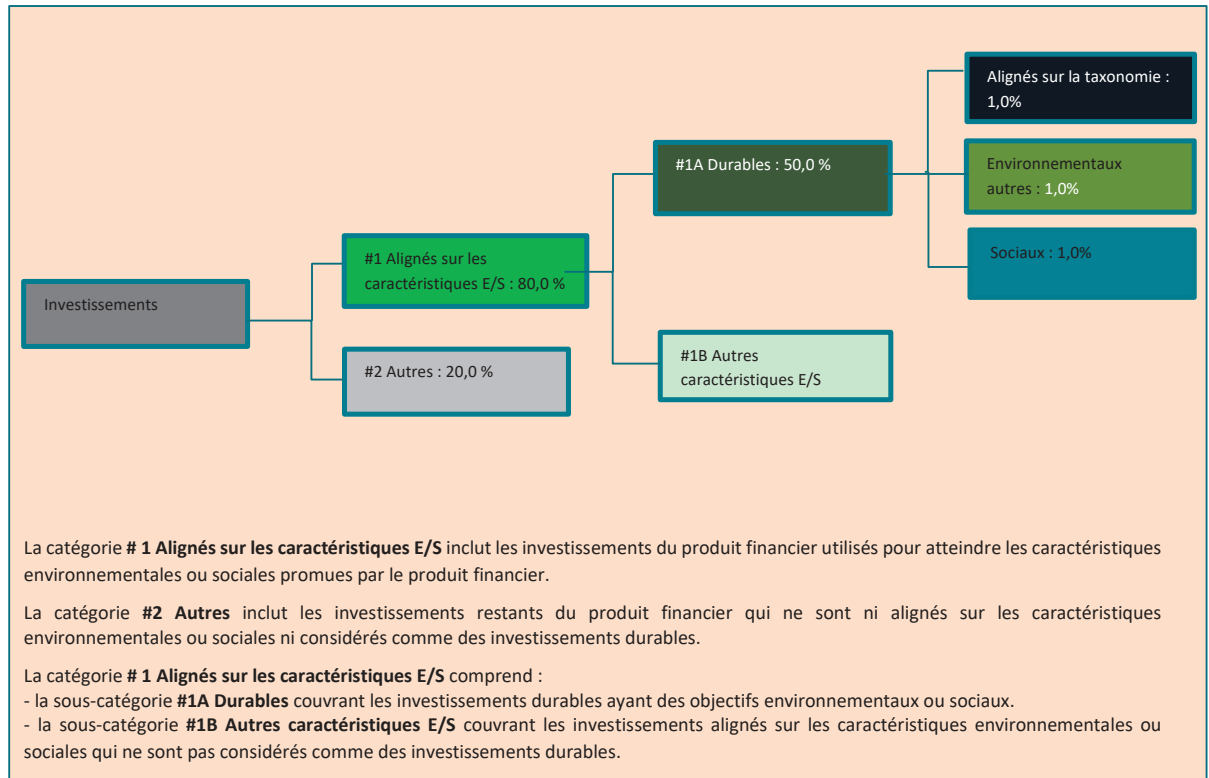 Investissements
#1 Alignés sur les
caractéristiques E/S : 80,0 %
#2 Autres : 20,0 %
#1A Durables : 50,0 %
#1B Autres
caractéristiques E/S
Alignés sur la taxonomie :
1,0%
Environnementaux
autres : 1,0%
Sociaux : 1,0%
La catégorie # 1 Alignés sur les caractéristiques E/S inclut les investissements du produit financier utilisés pour atteindre les caractéristiques
environnementales ou sociales promues par le produit financier.
La catégorie #2 Autres inclut les investissements restants du produit financier qui ne sont ni alignés sur les caractéristiques
environnementales ou sociales ni considérés comme des investissements durables.
La catégorie # 1 Alignés sur les caractéristiques E/S comprend :
- la sous-catégorie #1A Durables couvrant les investissements durables ayant des objectifs environnementaux ou sociaux.
- la sous-catégorie #1B Autres caractéristiques E/S couvrant les investissements alignés sur les caractéristiques environnementales ou
sociales qui ne sont pas considérés comme des investissements durables.